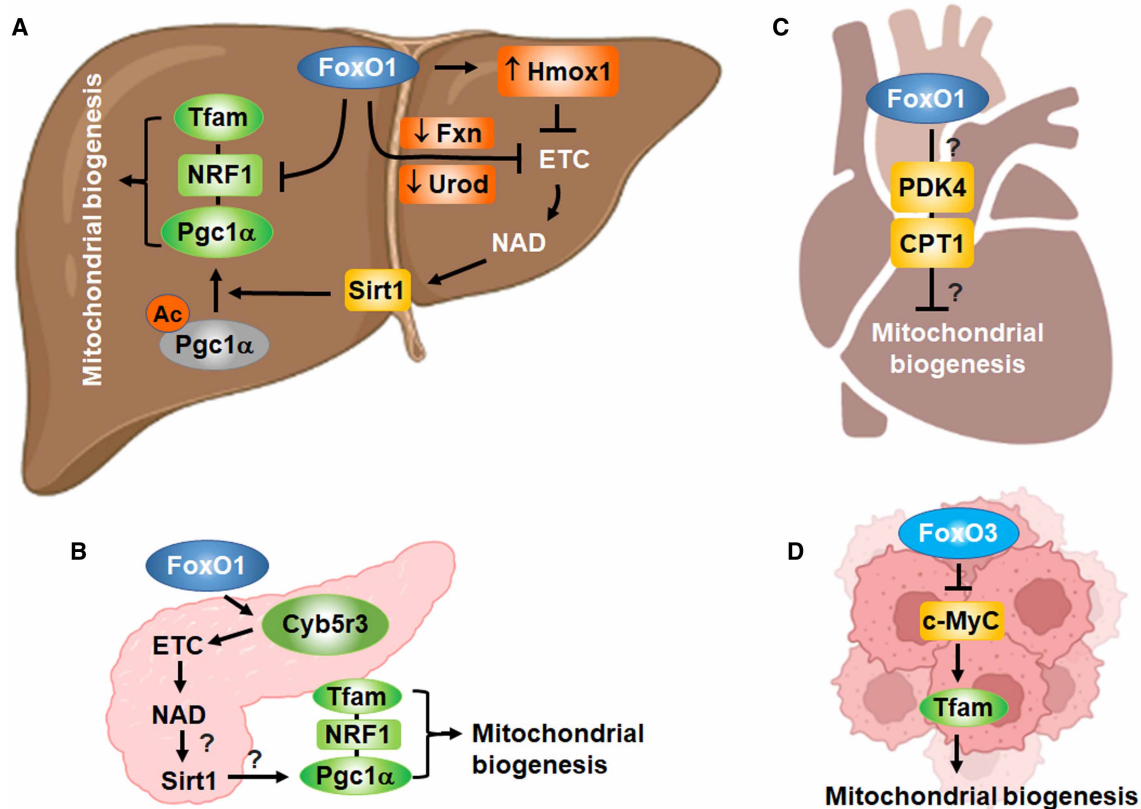 A
FoxO1
↑ Hmox1
Mitochondrial biogenesis
Tfam
NRF1
Pgc1α
↓ Fxn
↓ Urod
ETC
NAD
Sirt1
Ac
Pgc1α
C
FoxO1
?
PDK4
CPT1
?
Mitochondrial
biogenesis
B
FoxO1
Cyb5r3
ETC
NAD
?
Sirt1
?
Tfam
NRF1
Pgc1α
Mitochondrial
biogenesis
D
FoxO3
c-MyC
Tfam
Mitochondrial biogenesis